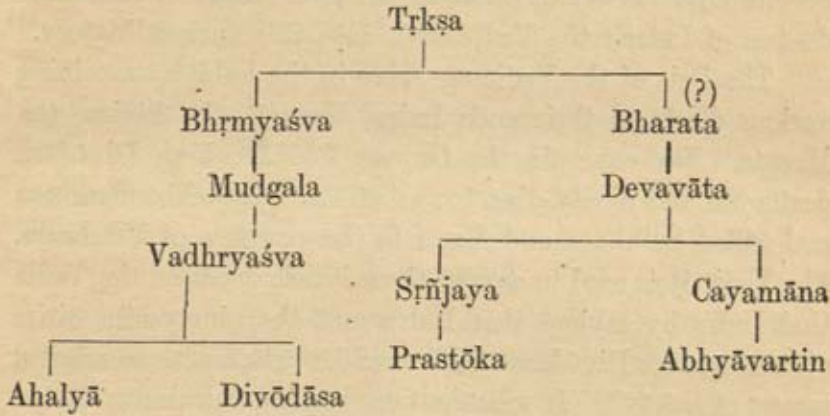 Tṛkṣa
(?)
Bhṛmyaśva Bharata
Mudgala Devavāta
Vadhryaśva
Sṛñjaya Cayamāna
Prastōka Abhyāvartin
Ahalyā Divōdāsa